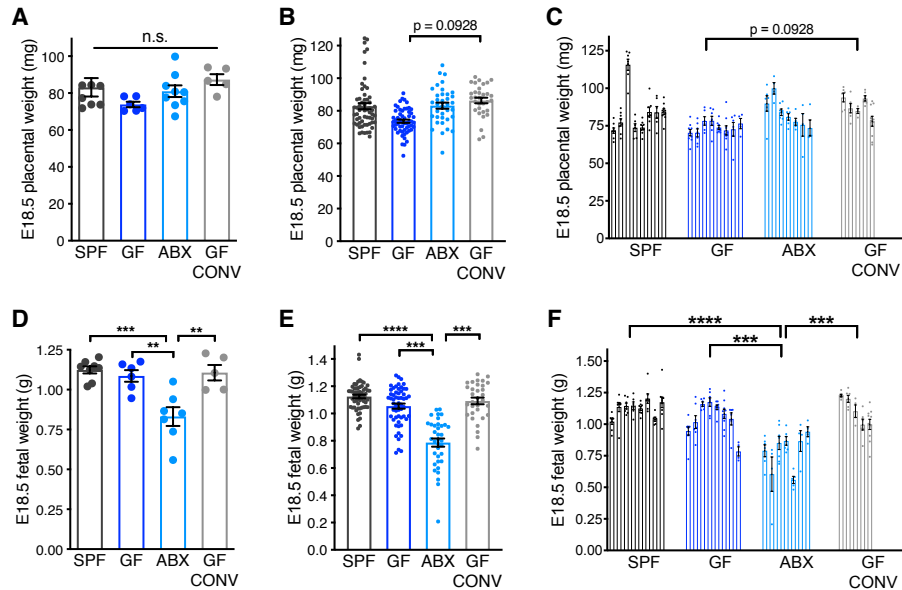 A
n.s.
E18.5 placental weight (mg)
100
80
60
40
20
0
SPF
GF
ABX
GF
CONV
B
p = 0.0928
E18.5 placental weight (mg)
120
100
80
60
40
20
0
SPF
GF
ABX
GF
CONV
C
p = 0.0928
E18.5 placental weight (mg)
125
100
75
50
25
0
SPF
GF
ABX
GF
CONV
D
***
**
**
E18.5 fetal weight (g)
1.25
1.00
0.75
0.50
0.25
0.00
SPF
GF
ABX
GF
CONV
E
****
***
***
E18.5 fetal weight (g)
1.4
1.2
1.0
0.8
0.6
0.4
0.2
0.0
SPF
GF
ABX
GF
CONV
F
****
***
***
E18.5 fetal weight (g)
1.50
1.25
1.00
0.75
0.50
0.25
0.00
SPF
GF
ABX
GF
CONV